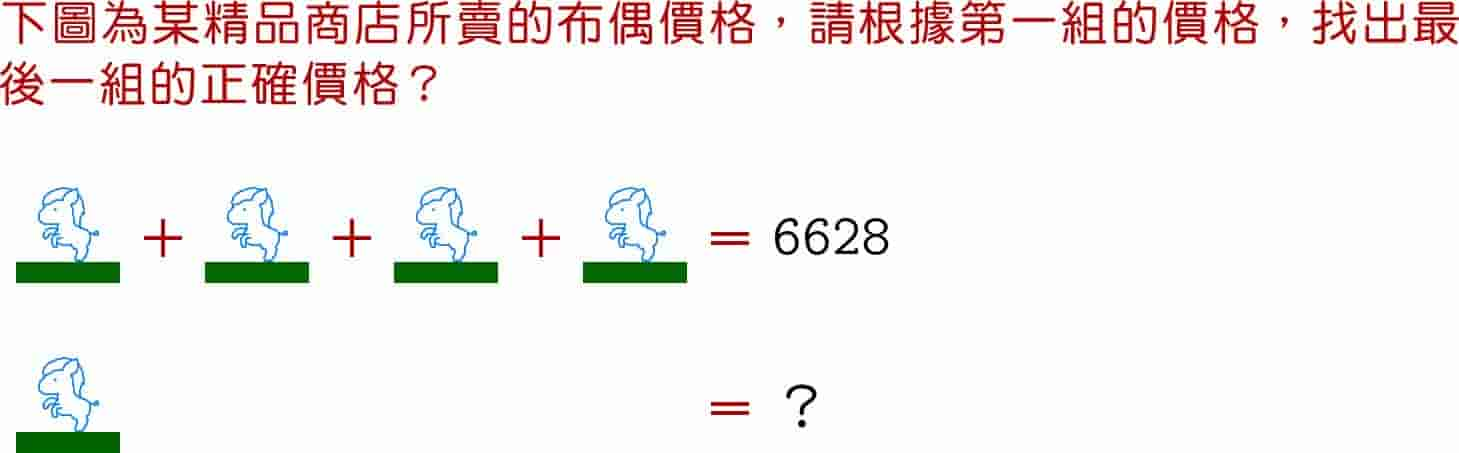 下圖為某精品商店所賣的布偶價格，請根據第一組的價格，找出最
後一組的正確價格？
+ + + = 6628
= ?